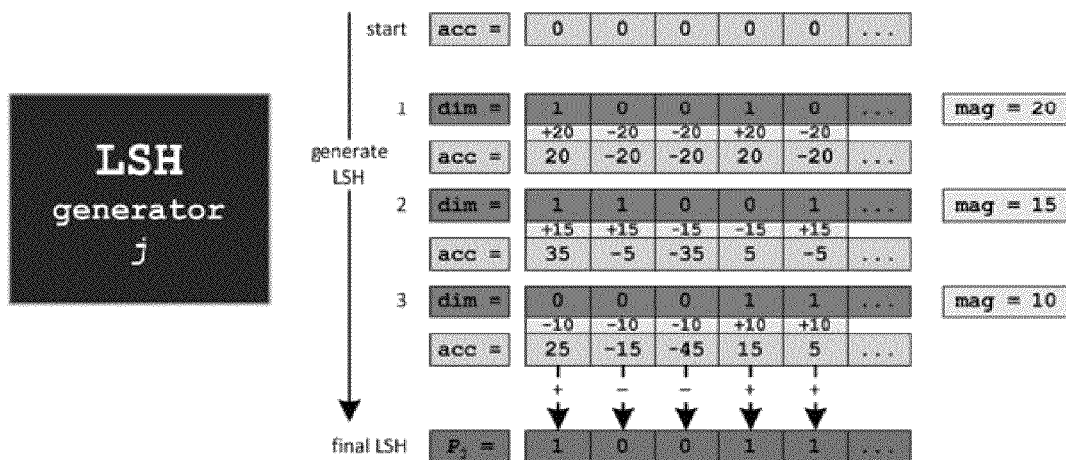 start acc = 0 0 0 0 0 ...
1 dim = 1 0 0 1 0 ... mag = 20
+20 -20 -20 +20 -20
acc = 20 -20 -20 20 -20 ...
LSH
generator
j
generate
LSH
2 dim = 1 1 0 0 1 ... mag = 15
+15 +15 -15 -15 +15
acc = 35 -5 -35 5 -5 ...
3 dim = 0 0 0 1 1 ... mag = 10
-10 -10 -10 +10 +10
acc = 25 -15 -45 15 5 ...
+ - - + +
final LSH Pj = 1 0 0 1 1 ...